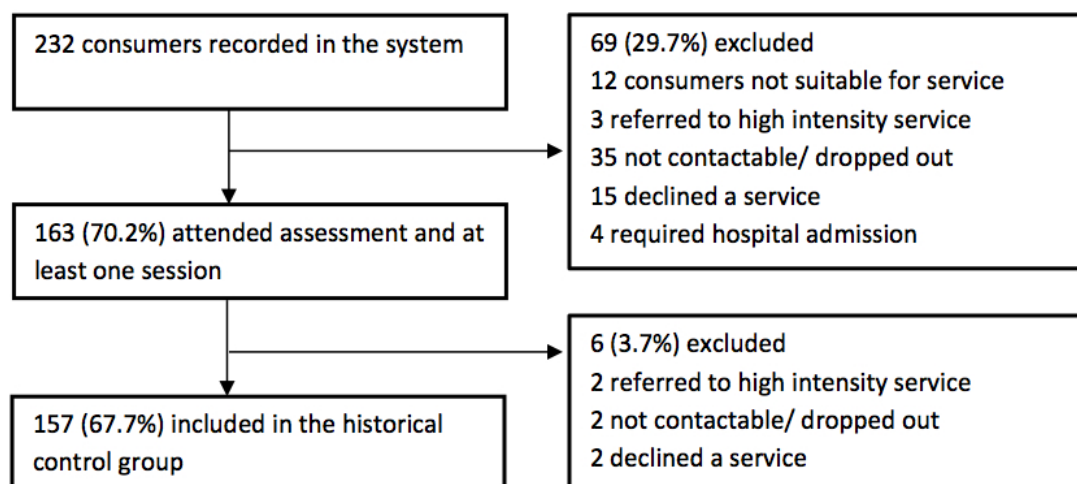 232 consumers recorded in the system
69 (29.7%) excluded
12 consumers not suitable for service
3 referred to high intensity service
35 not contactable/ dropped out
15 declined a service
4 required hospital admission
163 (70.2%) attended assessment and at
least one session
6 (3.7%) excluded
2 referred to high intensity service
2 not contactable/ dropped out
2 declined a service
157 (67.7%) included in the historical
control group